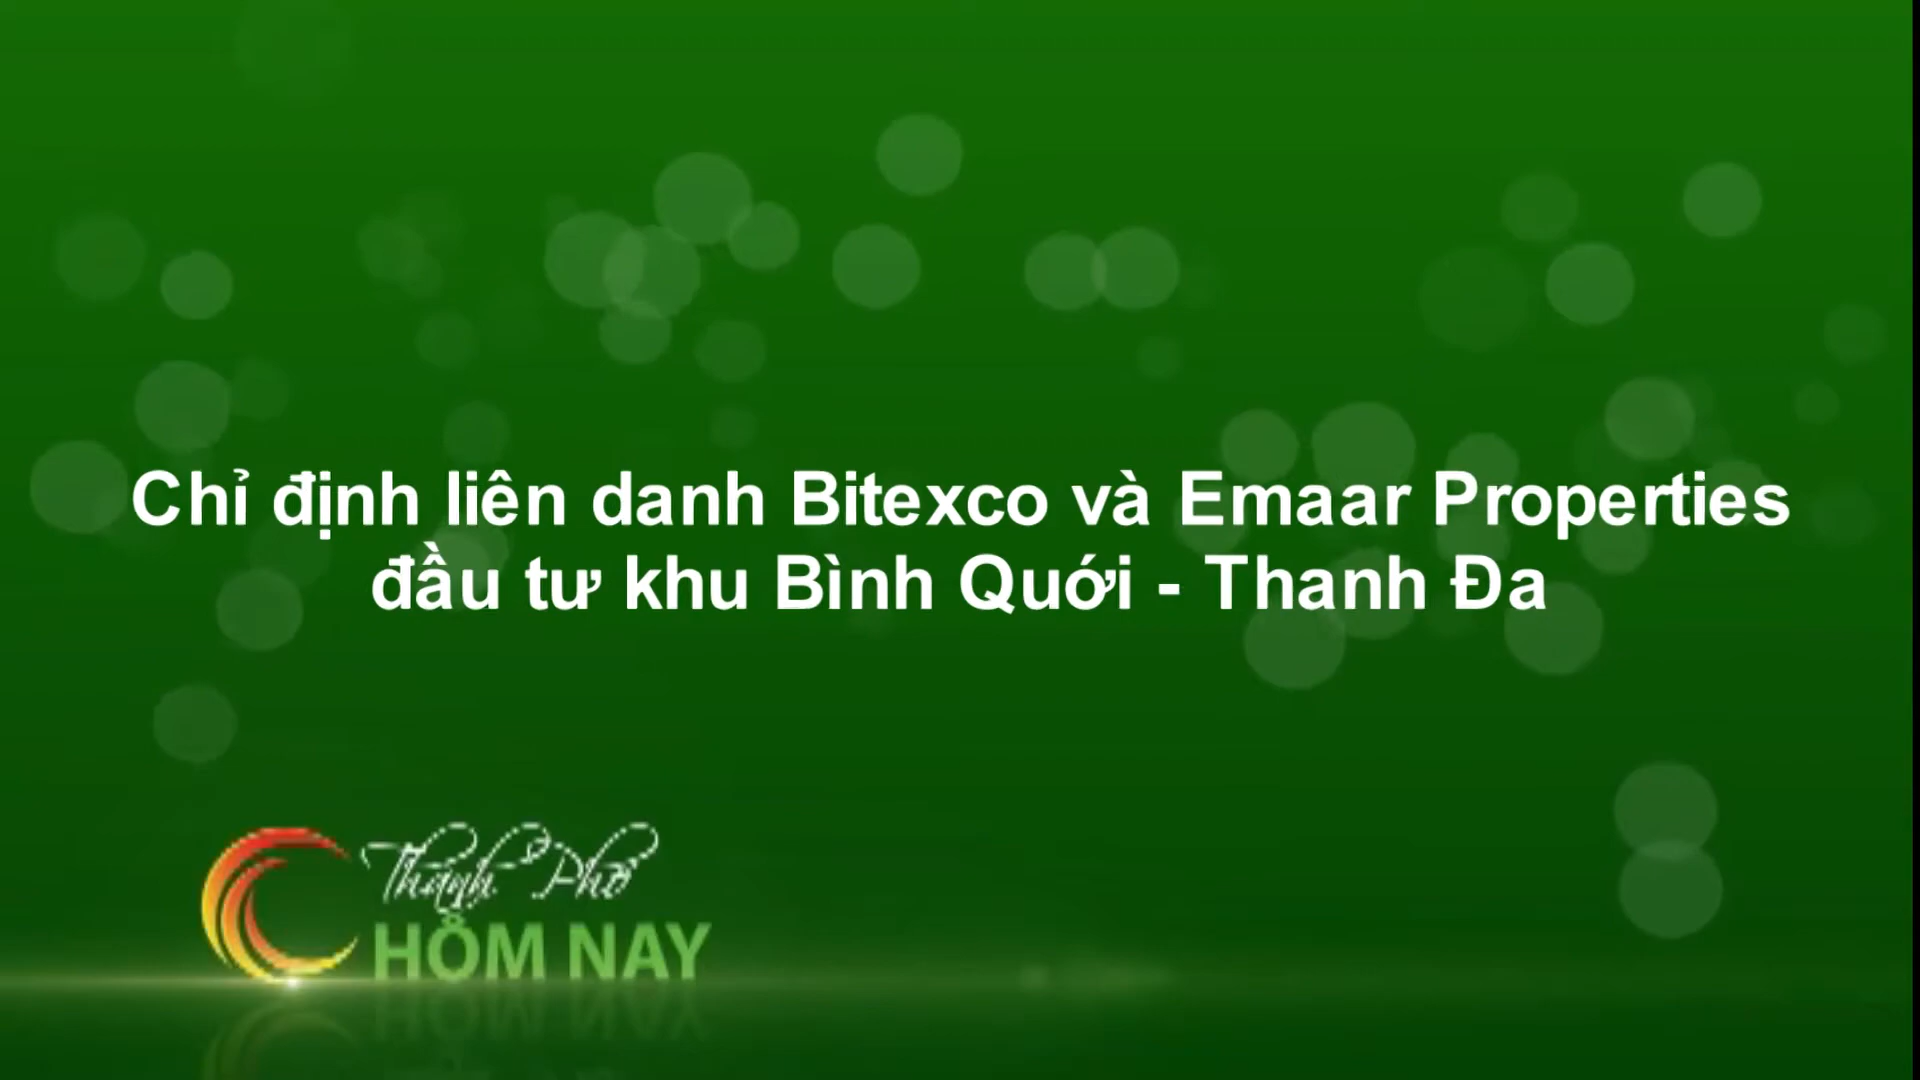 Chỉ định liên danh Bitexco và Emaar Properties
đầu tư khu Bình Quới - Thanh Đa
Thành Phố
HÔM NAY